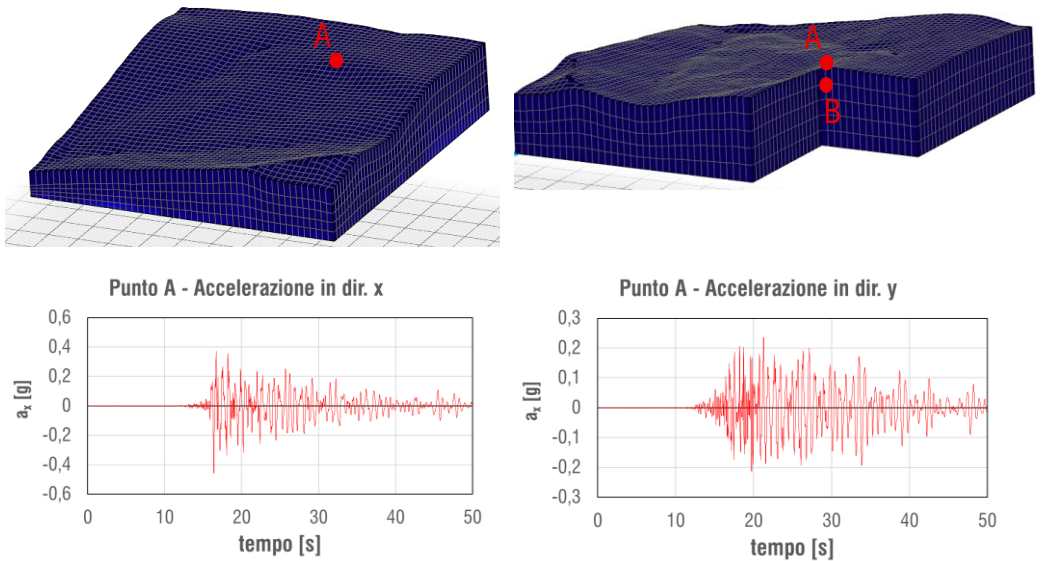 A
A
B
Punto A - Accelerazione in dir. x
0,6
0,4
0,2
0
-0,2
-0,4
-0,6
aₓ [g]
0 10 20 30 40 50
tempo [s]
Punto A - Accelerazione in dir. y
0,3
0,2
0,1
0
-0,1
-0,2
-0,3
aₓ [g]
0 10 20 30 40 50
tempo [s]